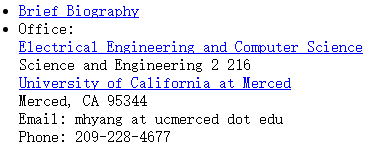 Brief Biography
Office:
Electrical Engineering and Computer Science
Science and Engineering 2 216
University of California at Merced
Merced, CA 95344
Email: mhyang at ucmerced dot edu
Phone: 209-228-4677